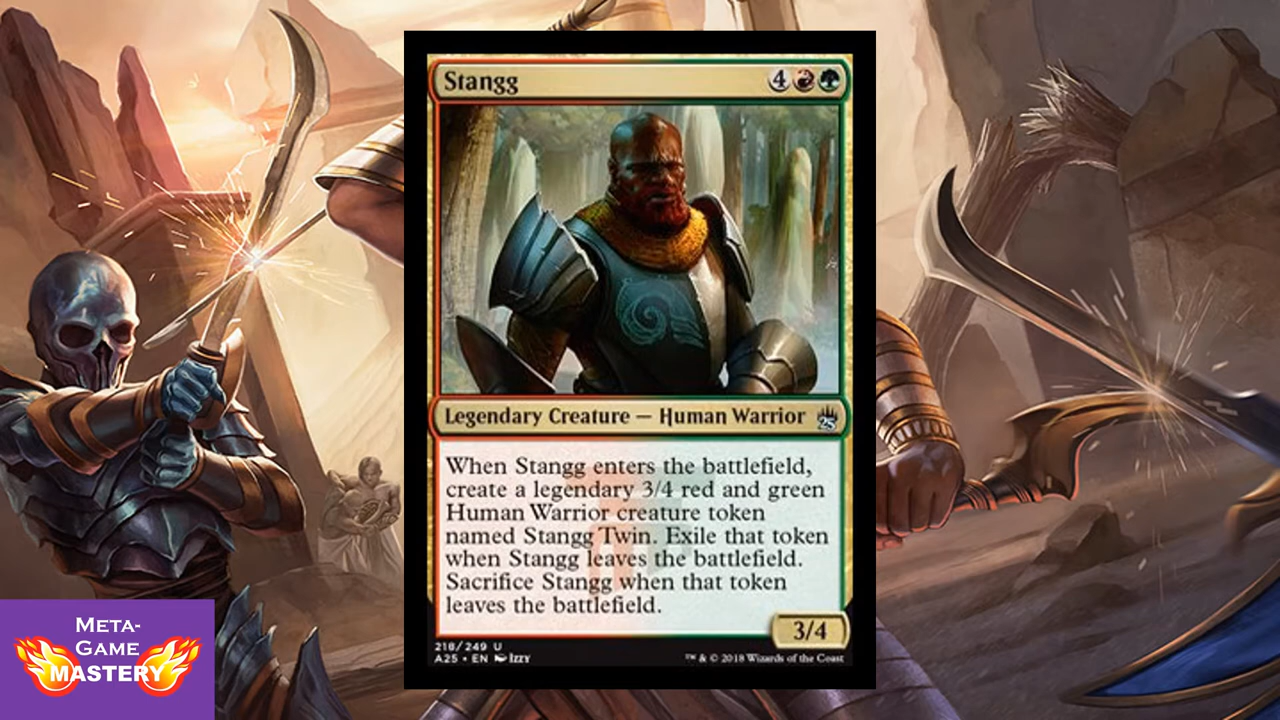 Stangg 4
Legendary Creature — Human Warrior
When Stangg enters the battlefield,
create a legendary 3/4 red and green
Human Warrior creature token
named Stangg Twin. Exile that token
when Stangg leaves the battlefield.
Sacrifice Stangg when that token
leaves the battlefield.
3/4
218/249 U
A25 • EN Izzy
™ & © 2018 Wizards of the Coast
Meta-
Game
Mastery